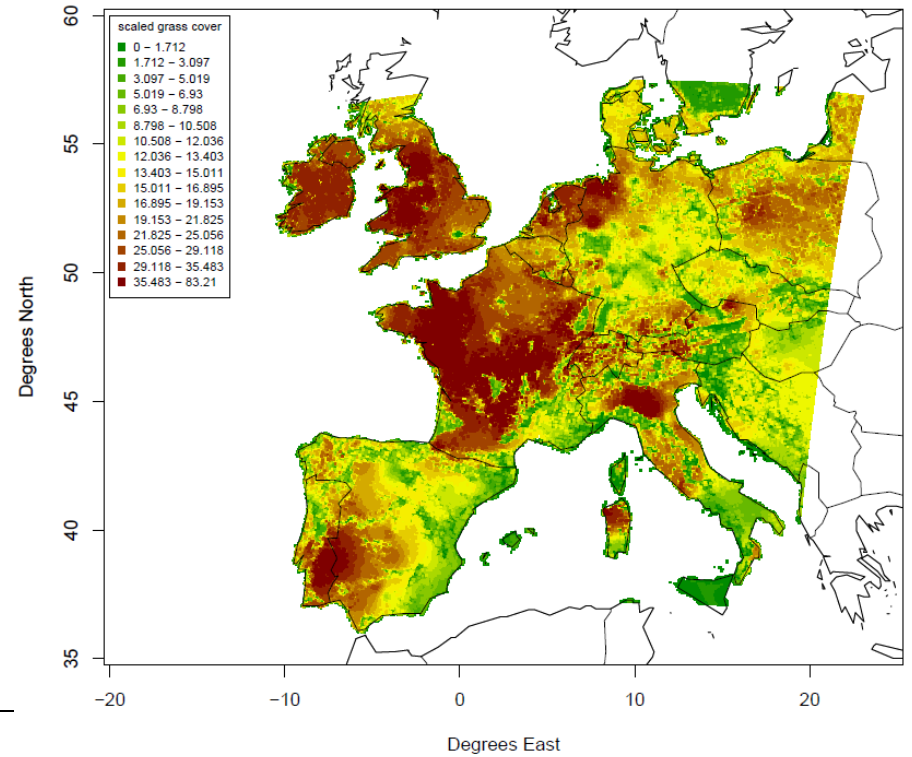 60
scaled grass cover
0 – 1.712
1.712 – 3.097
3.097 – 5.019
5.019 – 6.93
6.93 – 8.798
8.798 – 10.508
10.508 – 12.036
12.036 – 13.403
13.403 – 15.011
15.011 – 16.895
16.895 – 19.153
19.153 – 21.825
21.825 – 25.056
25.056 – 29.118
29.118 – 35.483
35.483 – 83.21
55
50
45
40
35
Degrees North
−20 −10 0 10 20
Degrees East